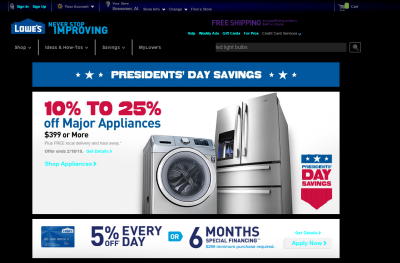 Sign In Sign Up
Your Account
Your Store
Store Info Change Find a Store
Cart
LOWE'S
NEVER STOP
IMPROVING
FREE SHIPPING
Help Weekly Ads Gift Cards For Pros Credit Card Services
Shop Ideas & How-Tos Savings MyLowe's
led light bulbs
PRESIDENTS' DAY SAVINGS
10% TO 25%
off Major Appliances
$399 or More
Plus FREE local delivery and haul away.*
Offer ends 2/18/15. Get Details
Shop Appliances
PRESIDENTS'
DAY
SAVINGS
LOWE'S
5% OFF EVERY DAY
OR
6 MONTHS
SPECIAL FINANCING
$299 minimum purchase required.
Get Details
Apply Now